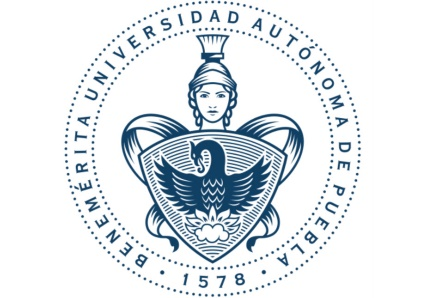 BENEMÉRITA UNIVERSIDAD AUTÓNOMA DE PUEBLA
· 1578 ·